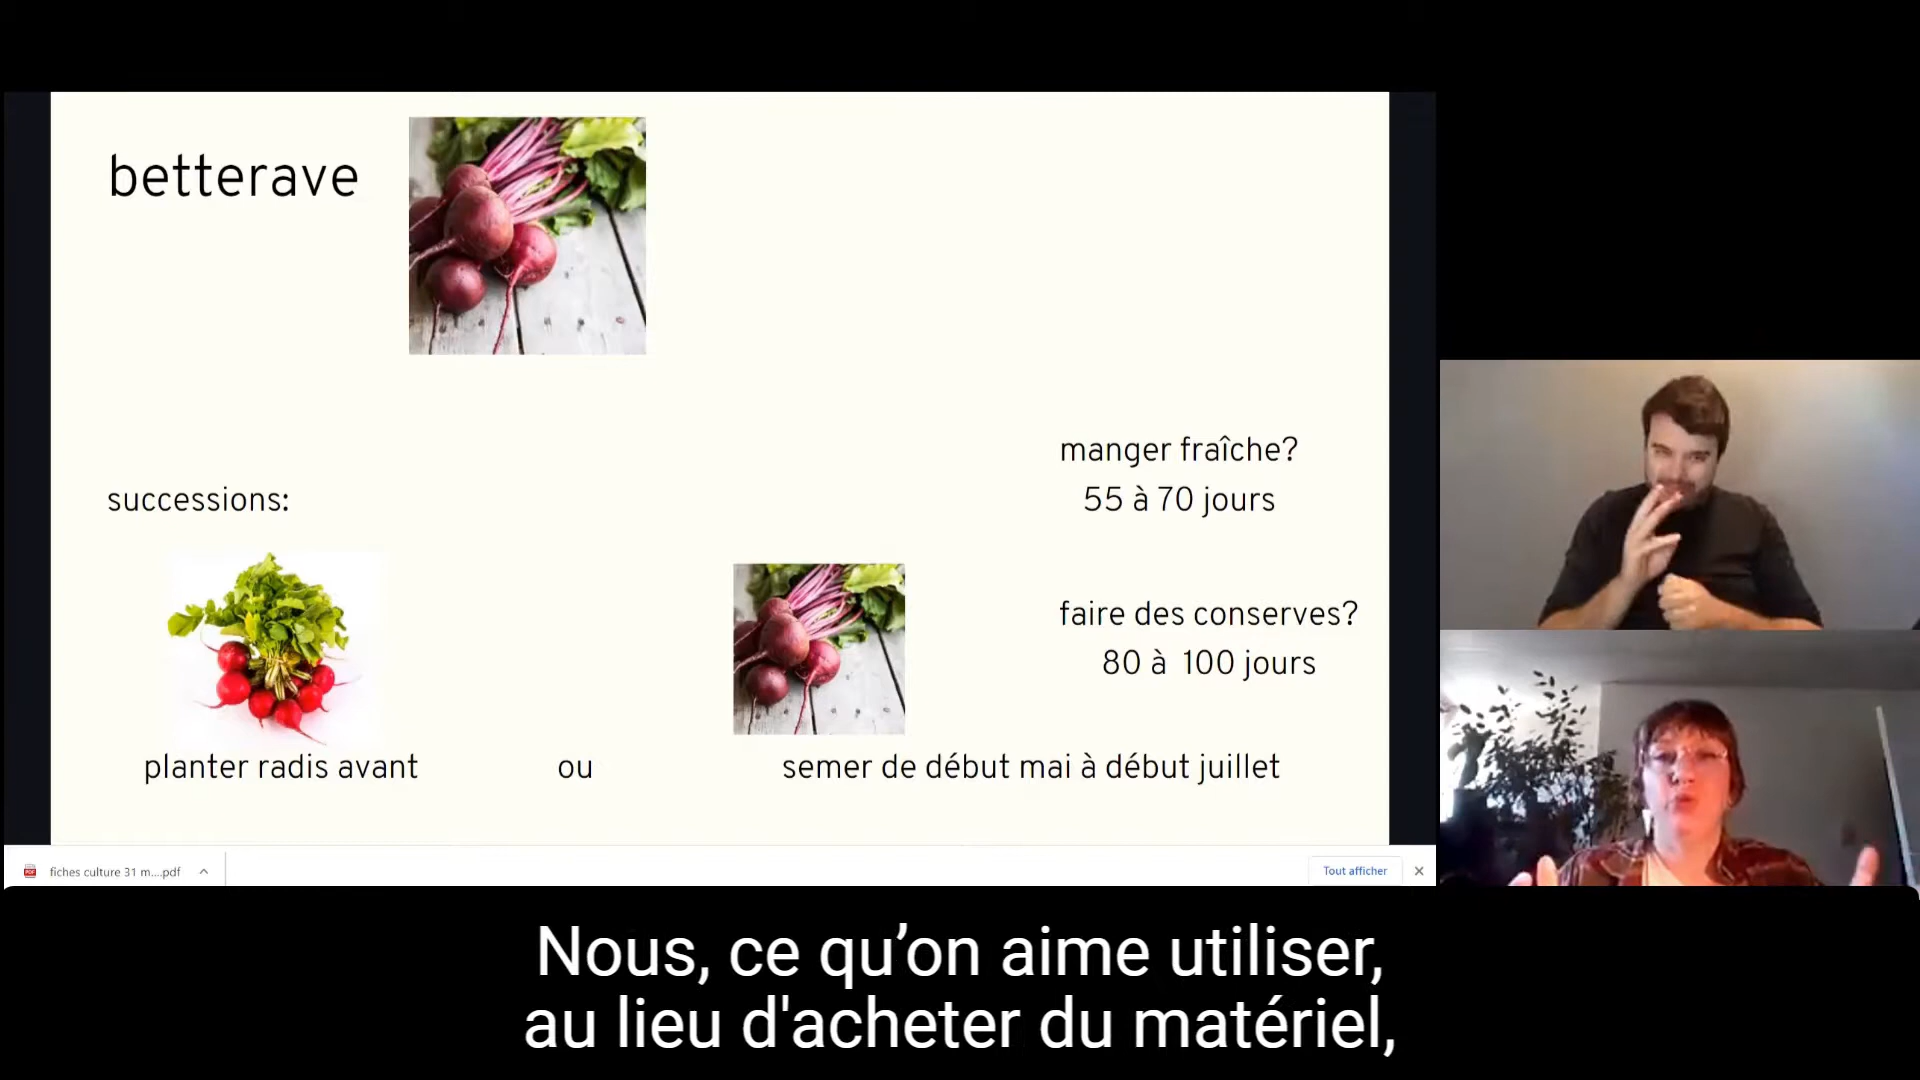 betterave
manger fraîche?
55 à 70 jours
successions:
faire des conserves?
80 à 100 jours
planter radis avant
ou
semer de début mai à début juillet
fiches culture 31 m....pdf
Tout afficher
Nous, ce qu’on aime utiliser,
au lieu d'acheter du matériel,